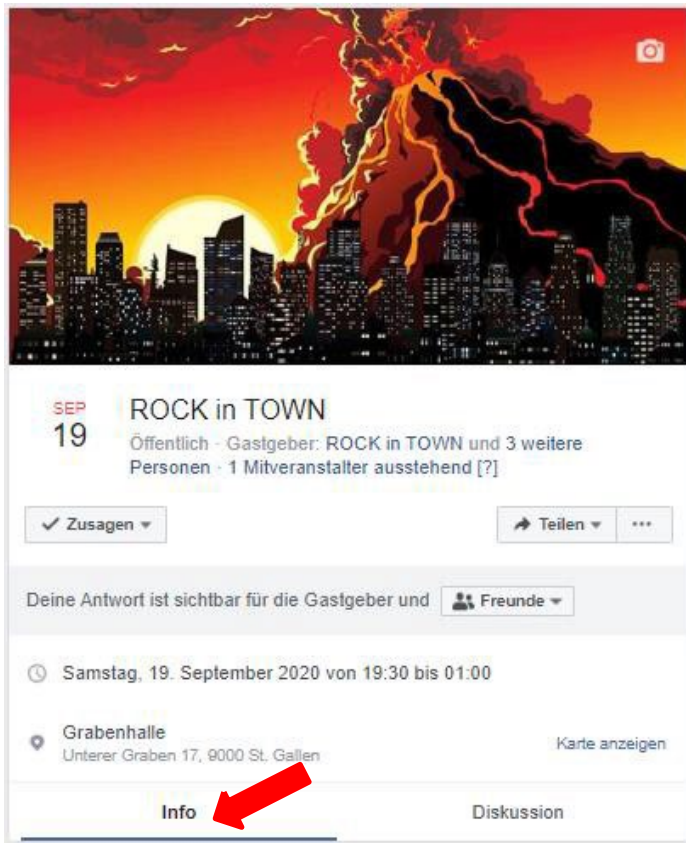 SEP
19
ROCK in TOWN
Öffentlich · Gastgeber: ROCK in TOWN und 3 weitere
Personen · 1 Mitveranstalter ausstehend [?]
Zusagen
Teilen
Deine Antwort ist sichtbar für die Gastgeber und
Freunde
Samstag, 19. September 2020 von 19:30 bis 01:00
Grabenhalle
Unterer Graben 17, 9000 St. Gallen
Karte anzeigen
Info
Diskussion